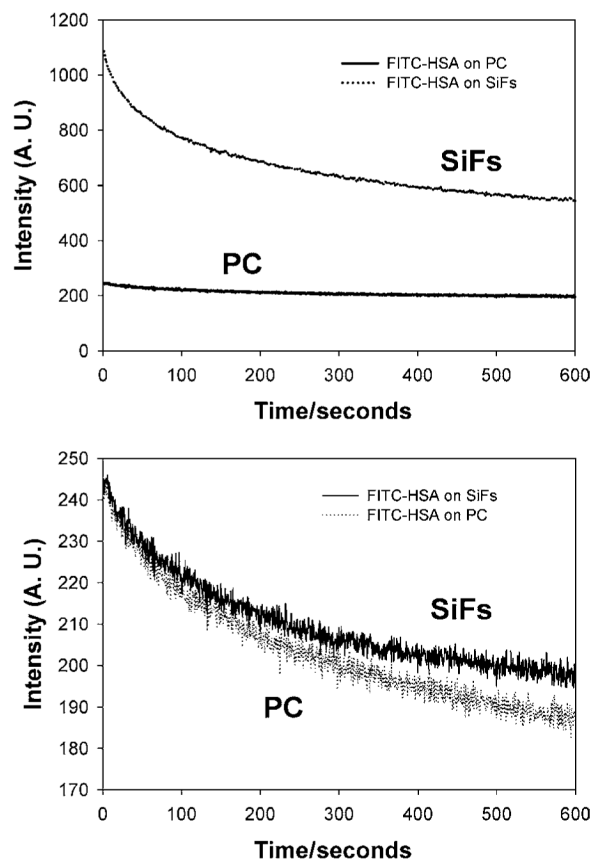 1200
1000
800
600
400
200
0
Intensity (A. U.)
FITC-HSA on PC
FITC-HSA on SiFs
SiFs
PC
0 100 200 300 400 500 600
Time/seconds
250
240
230
220
210
200
190
180
170
Intensity (A. U.)
FITC-HSA on SiFs
FITC-HSA on PC
SiFs
PC
0 100 200 300 400 500 600
Time/seconds